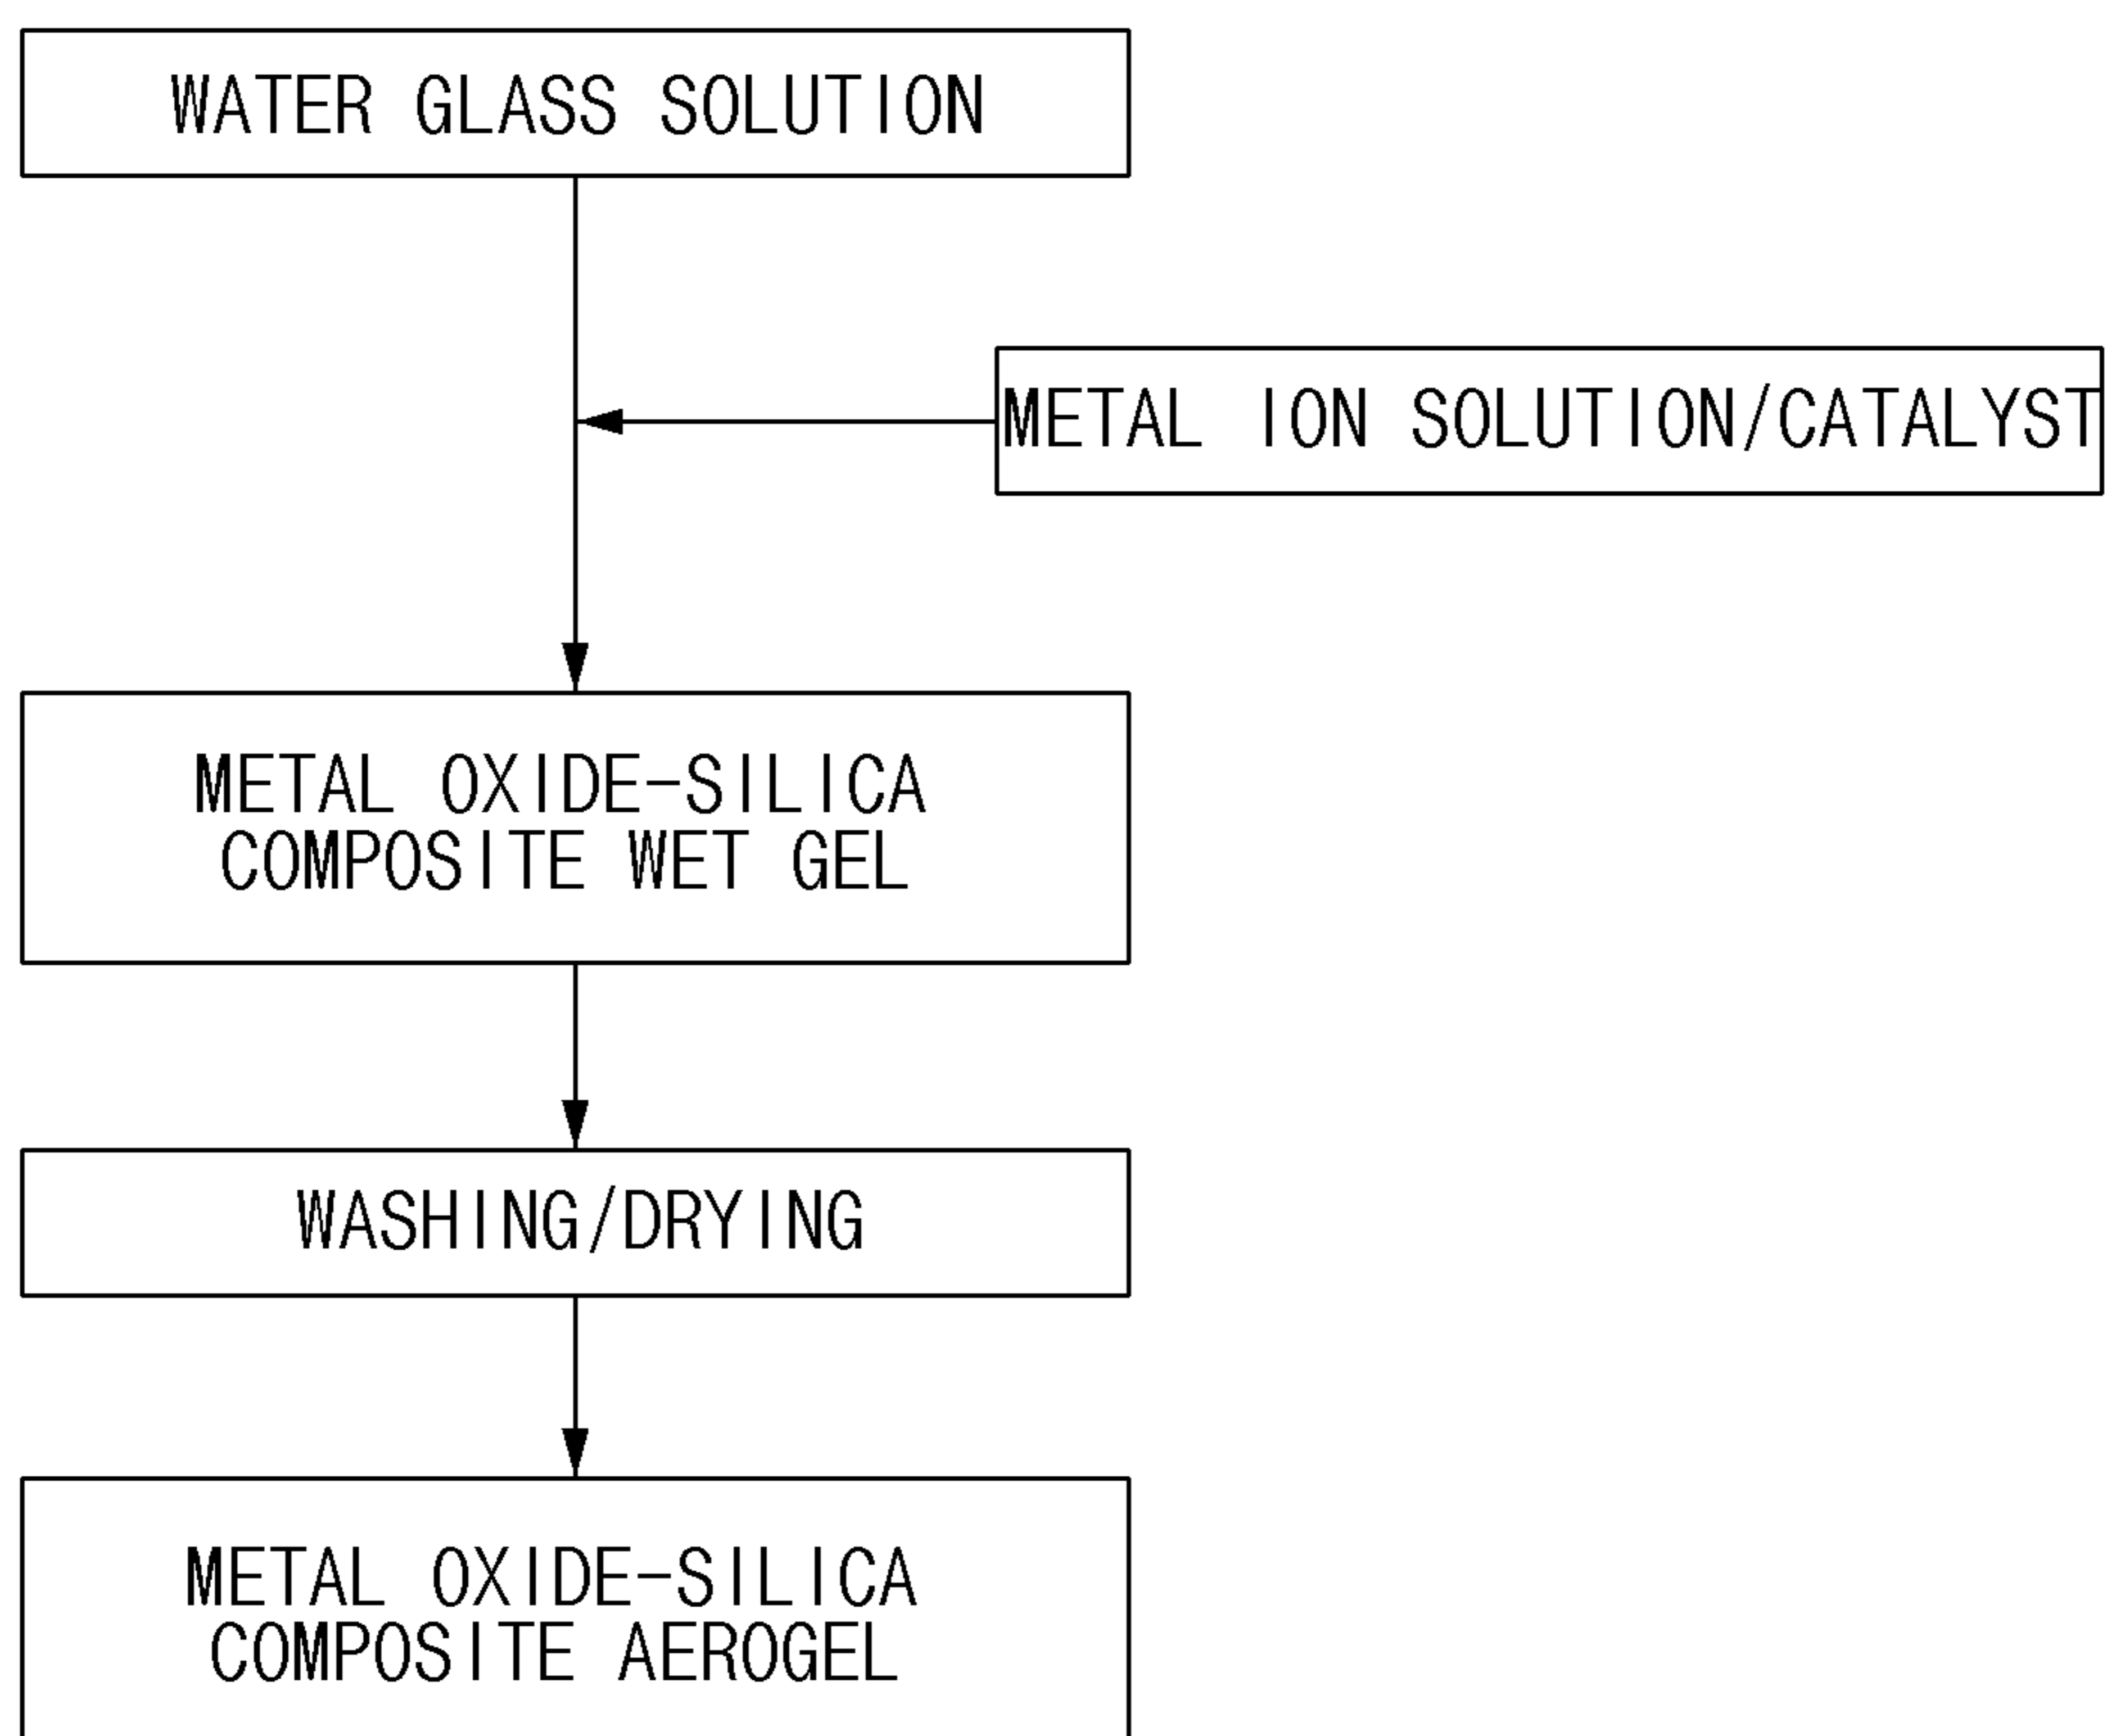 WATER GLASS SOLUTION
METAL ION SOLUTION/CATALYST
METAL OXIDE-SILICA
COMPOSITE WET GEL
WASHING/DRYING
METAL OXIDE-SILICA
COMPOSITE AEROGEL